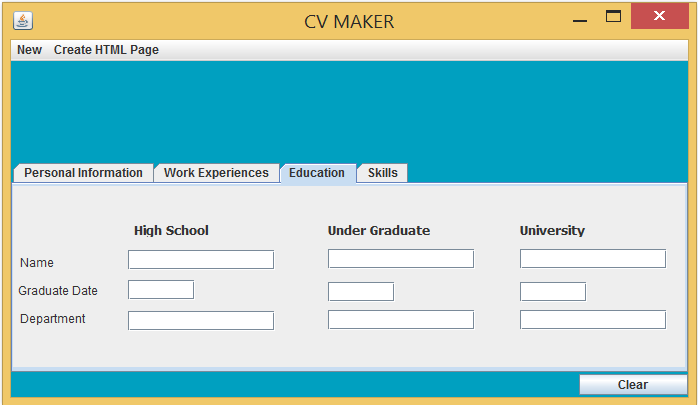 CV MAKER
New Create HTML Page
Personal Information Work Experiences Education Skills
High School Under Graduate University
Name
Graduate Date
Department
Clear